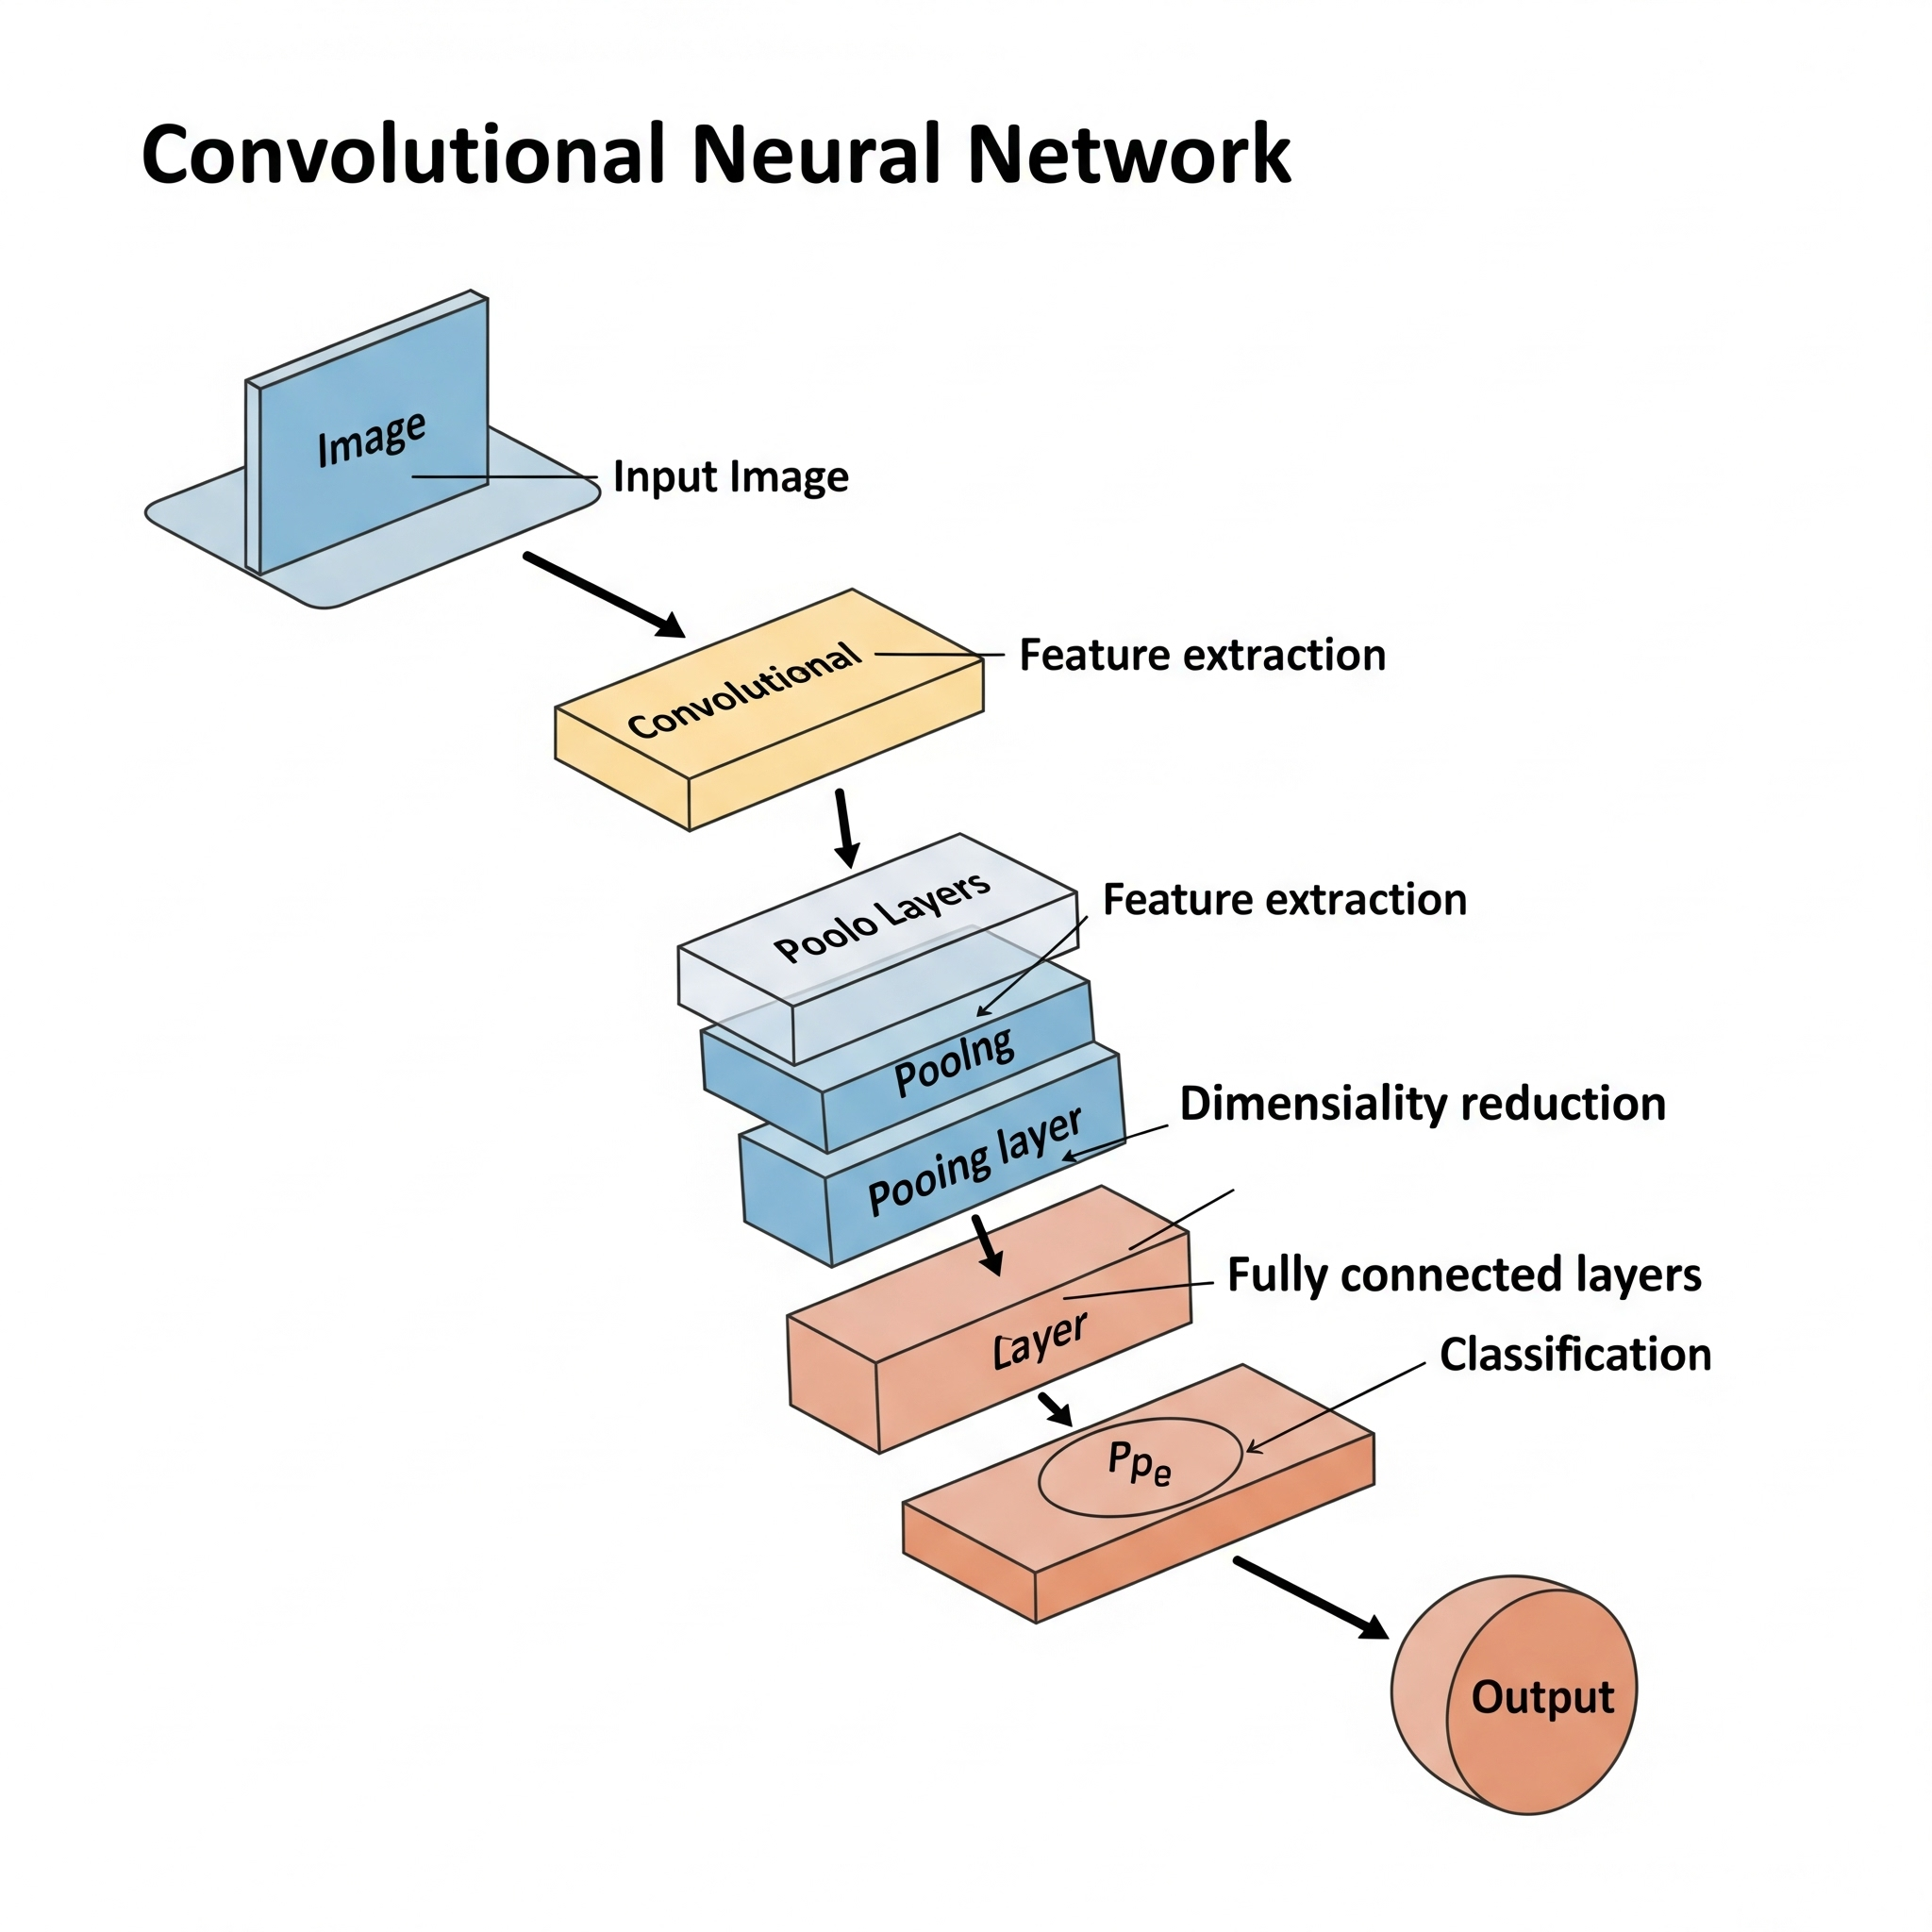 Convolutional Neural Network
Image
Input Image
Convolutional
Feature extraction
Poolo Layers
Feature extraction
Poolng
Dimensiality reduction
Pooing layer
Fully connected layers
Layer
Classification
Ppe
Output